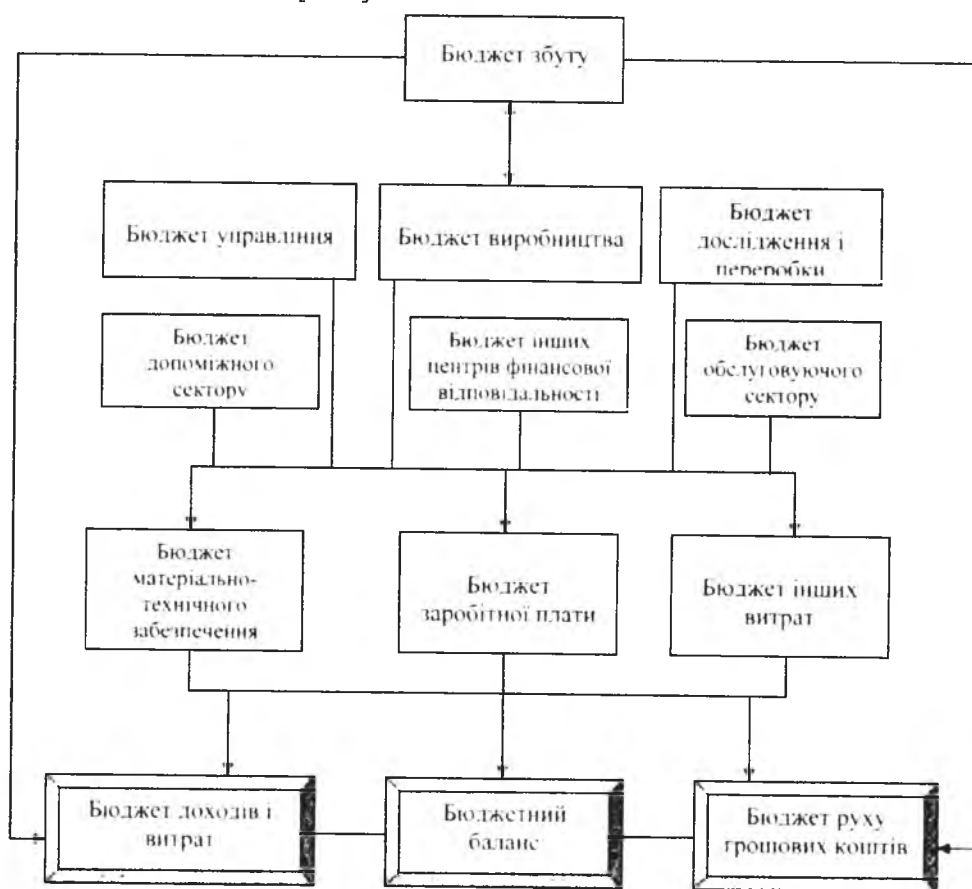 Бюджет збуту
Бюджет управління
Бюджет виробництва
Бюджет
дослідження і
переробки
Бюджет
допоміжного
сектору
Бюджет інших
центрів фінансової
відповідальності
Бюджет
обслуговуючого
сектору
Бюджет
матеріально-
технічного
забезпечення
Бюджет
заробітної плати
Бюджет інших
витрат
Бюджет доходів і
витрат
Бюджетний
баланс
Бюджет руху
грошових коштів